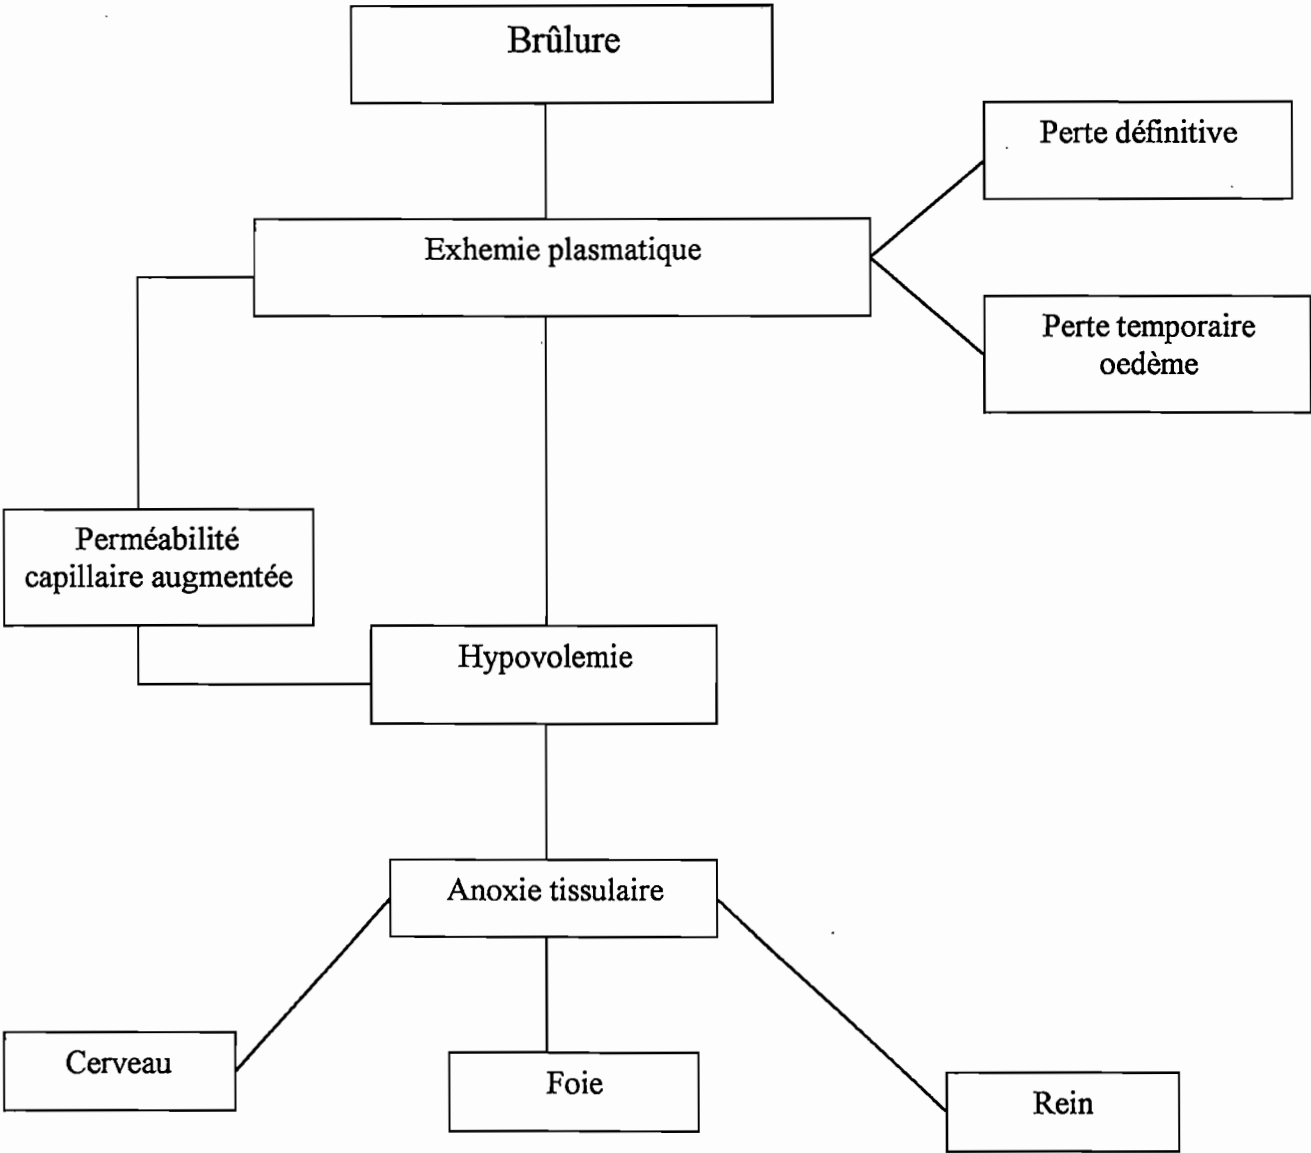 Brûlure
Perte définitive
Exhemie plasmatique
Perte temporaire
oedème
Perméabilité
capillaire augmentée
Hypovolemie
Anoxie tissulaire
Cerveau
Foie
Rein